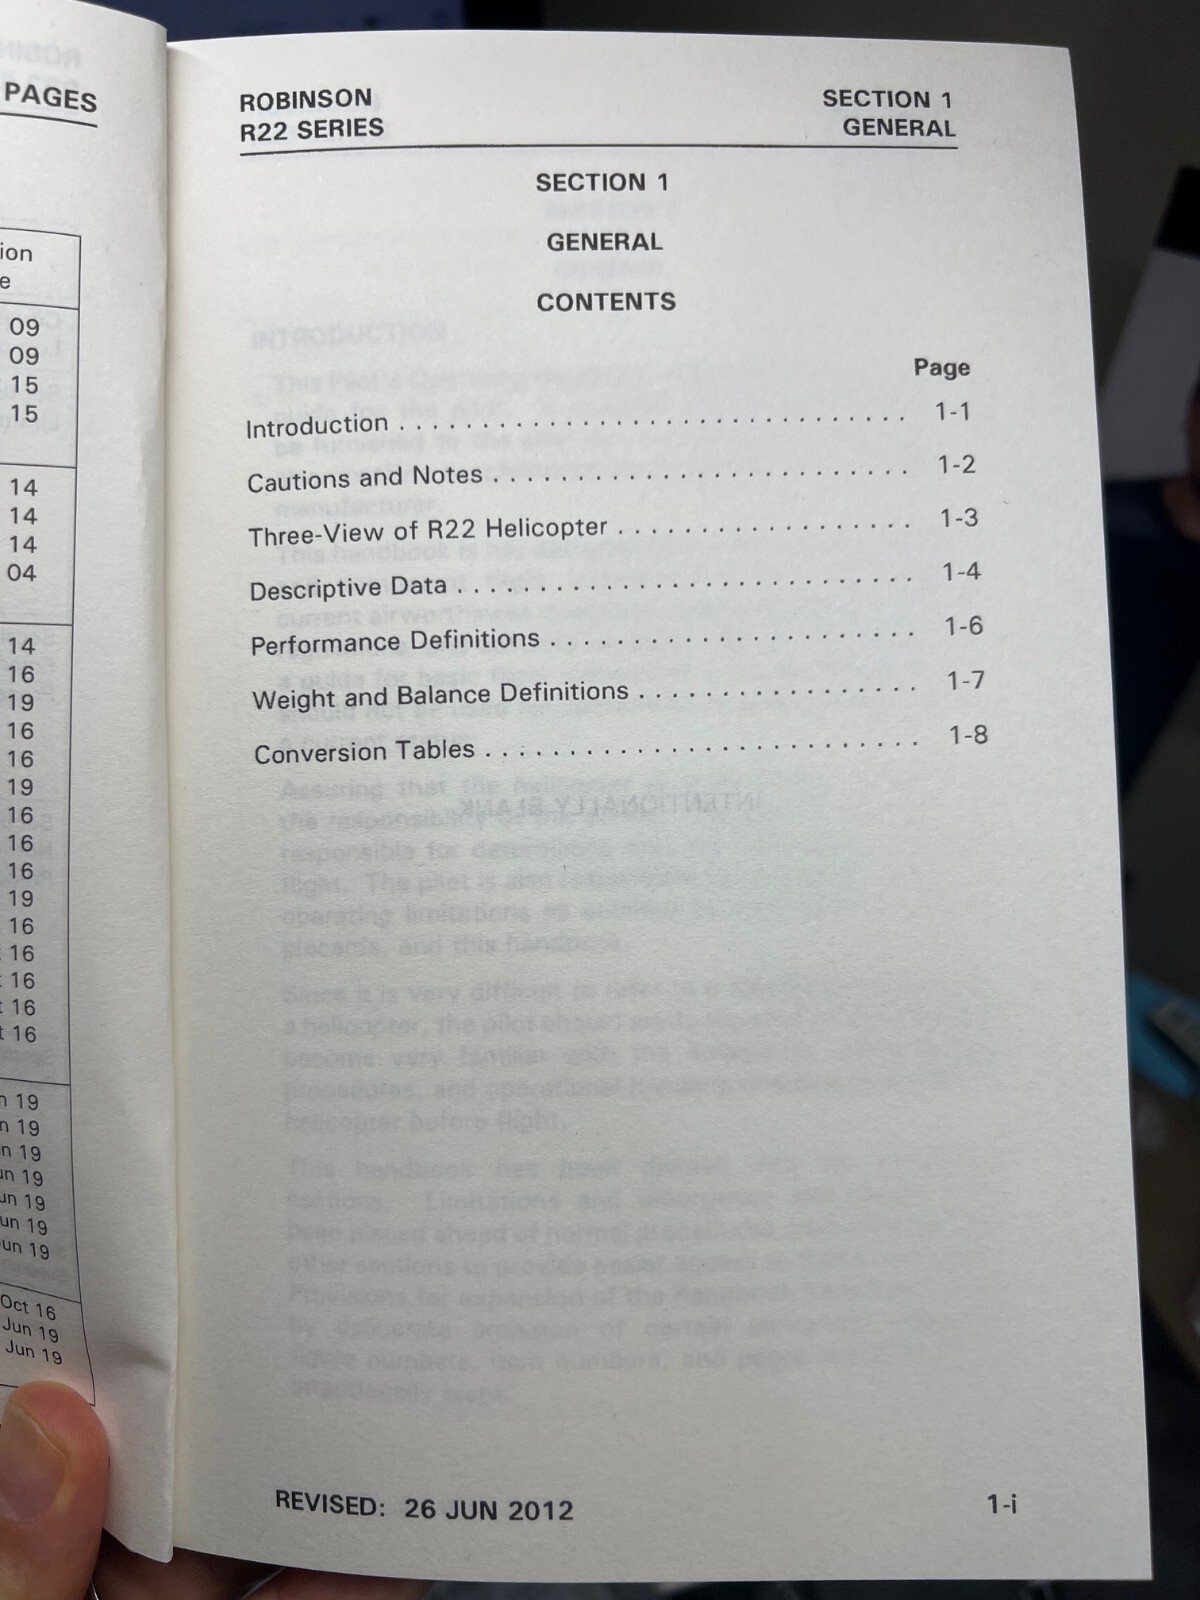 PAGES
ion
e
09
09
15
15
14
14
14
04
14
16
19
16
16
19
16
16
16
19
16
16
16
16
t 16
n 19
n 19
n 19
un 19
un 19
un 19
un 19
Oct 16
Jun 19
Jun 19
ROBINSON SECTION 1
R22 SERIES GENERAL
SECTION 1
GENERAL
CONTENTS
Page
Introduction . . . . . . . . . . . . . . . . . . . . . . . . . . . . . . 1-1
Cautions and Notes . . . . . . . . . . . . . . . . . . . . . . . . . 1-2
Three-View of R22 Helicopter . . . . . . . . . . . . . . . . . . 1-3
Descriptive Data . . . . . . . . . . . . . . . . . . . . . . . . . . . 1-4
Performance Definitions . . . . . . . . . . . . . . . . . . . . . . 1-6
Weight and Balance Definitions . . . . . . . . . . . . . . . . . 1-7
Conversion Tables . . . . . . . . . . . . . . . . . . . . . . . . . . 1-8
REVISED: 26 JUN 2012 1-i